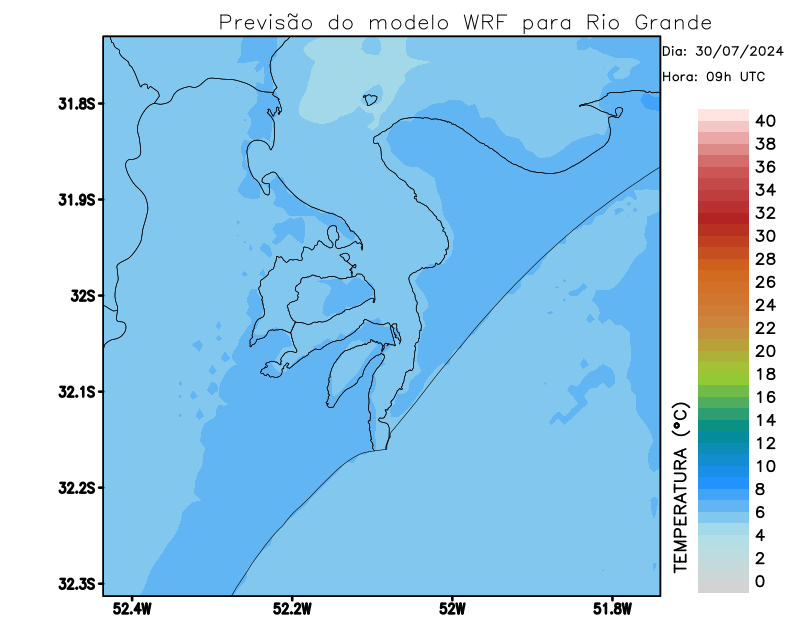 Previsão do modelo WRF para Rio Grande
Dia: 30/07/2024
Hora: 09h UTC
31.8S
31.9S
32S
32.1S
32.2S
32.3S
52.4W
52.2W
52W
51.8W
TEMPERATURA (°C)
40
38
36
34
32
30
28
26
24
22
20
18
16
14
12
10
8
6
4
2
0